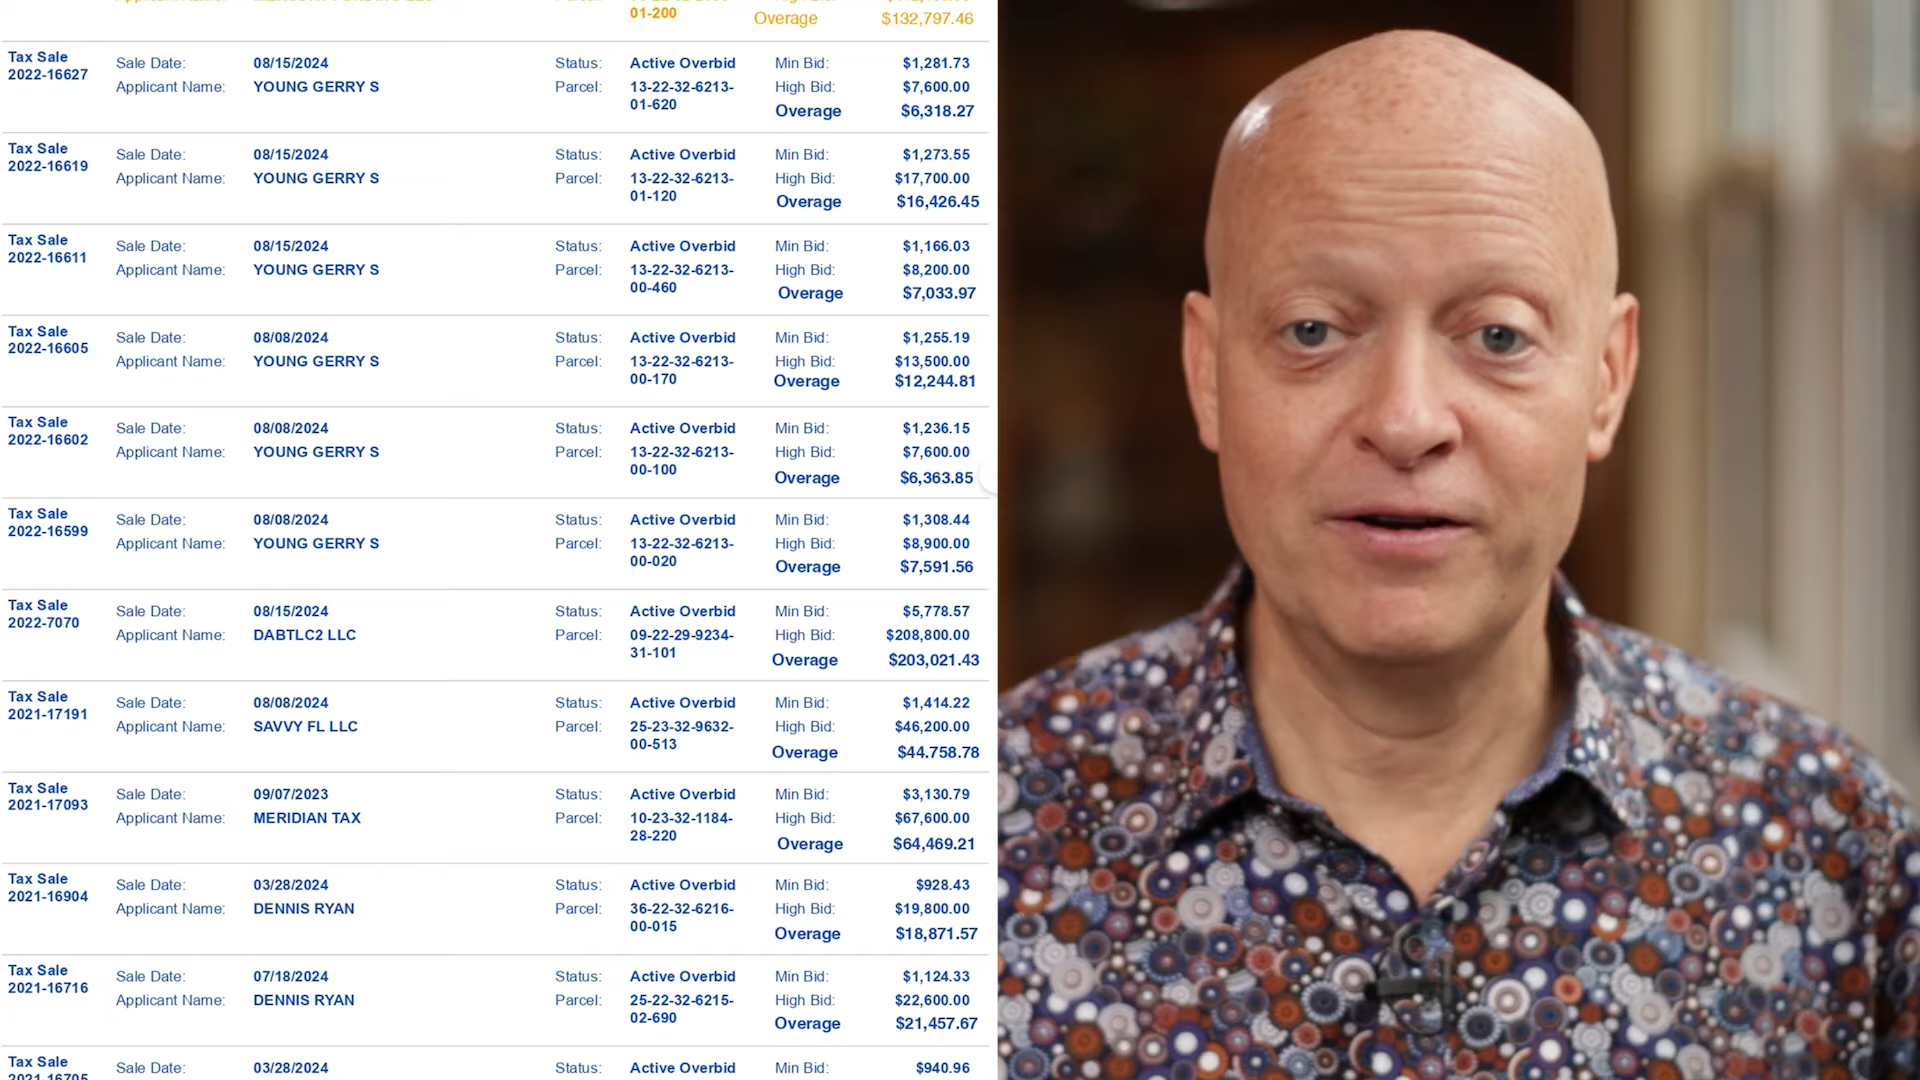 01-200
Overage $132,797.46
Tax Sale
2022-16627
Sale Date: 08/15/2024 Status: Active Overbid Min Bid: $1,281.73
Applicant Name: YOUNG GERRY S Parcel: 13-22-32-6213- High Bid: $7,600.00
01-620
Overage $6,318.27
Tax Sale
2022-16619
Sale Date: 08/15/2024 Status: Active Overbid Min Bid: $1,273.55
Applicant Name: YOUNG GERRY S Parcel: 13-22-32-6213- High Bid: $17,700.00
01-120
Overage $16,426.45
Tax Sale
2022-16611
Sale Date: 08/15/2024 Status: Active Overbid Min Bid: $1,166.03
Applicant Name: YOUNG GERRY S Parcel: 13-22-32-6213- High Bid: $8,200.00
00-460
Overage $7,033.97
Tax Sale
2022-16605
Sale Date: 08/08/2024 Status: Active Overbid Min Bid: $1,255.19
Applicant Name: YOUNG GERRY S Parcel: 13-22-32-6213- High Bid: $13,500.00
00-170
Overage $12,244.81
Tax Sale
2022-16602
Sale Date: 08/08/2024 Status: Active Overbid Min Bid: $1,236.15
Applicant Name: YOUNG GERRY S Parcel: 13-22-32-6213- High Bid: $7,600.00
00-100
Overage $6,363.85
Tax Sale
2022-16599
Sale Date: 08/08/2024 Status: Active Overbid Min Bid: $1,308.44
Applicant Name: YOUNG GERRY S Parcel: 13-22-32-6213- High Bid: $8,900.00
00-020
Overage $7,591.56
Tax Sale
2022-7070
Sale Date: 08/15/2024 Status: Active Overbid Min Bid: $5,778.57
Applicant Name: DABTLC2 LLC Parcel: 09-22-29-9234- High Bid: $208,800.00
31-101
Overage $203,021.43
Tax Sale
2021-17191
Sale Date: 08/08/2024 Status: Active Overbid Min Bid: $1,414.22
Applicant Name: SAVVY FL LLC Parcel: 25-23-32-9632- High Bid: $46,200.00
00-513
Overage $44.758.78
Tax Sale
2021-17093
Sale Date: 09/07/2023 Status: Active Overbid Min Bid: $3,130.79
Applicant Name: MERIDIAN TAX Parcel: 10-23-32-1184- High Bid: $67,600.00
28-220
Overage $64,469.21
Tax Sale
2021-16904
Sale Date: 03/28/2024 Status: Active Overbid Min Bid: $928.43
Applicant Name: DENNIS RYAN Parcel: 36-22-32-6216- High Bid: $19,800.00
00-015
Overage $18,871.57
Tax Sale
2021-16716
Sale Date: 07/18/2024 Status: Active Overbid Min Bid: $1,124.33
Applicant Name: DENNIS RYAN Parcel: 25-22-32-6215- High Bid: $22,600.00
02-690
Overage $21,457.67
Tax Sale
2021-16705
Sale Date: 03/28/2024 Status: Active Overbid Min Bid: $940.96